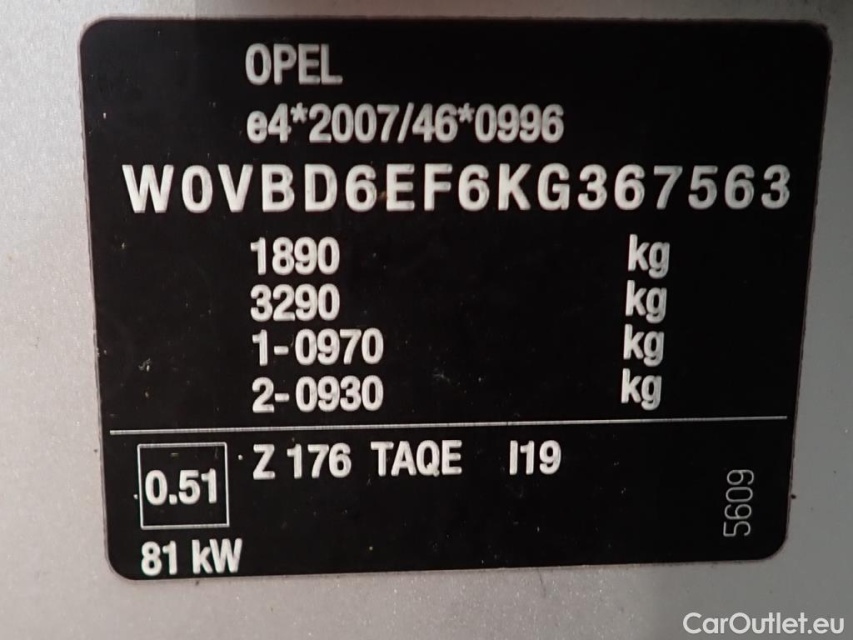 OPEL
e4*2007/46*0996
W0VBD6EF6KG367563
1890 kg
3290 kg
1-0970 kg
2-0930 kg
0.51 Z 176 TAQE I19
81 kW
5609
CarOutlet.eu